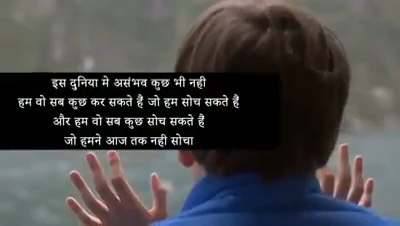 इस दुनिया मे असंभव कुछ भी नही
हम वो सब कुछ कर सकते हैं जो हम सोच सकते हैं
और हम वो सब कुछ सोच सकते हैं
जो हमने आज तक नही सोचा